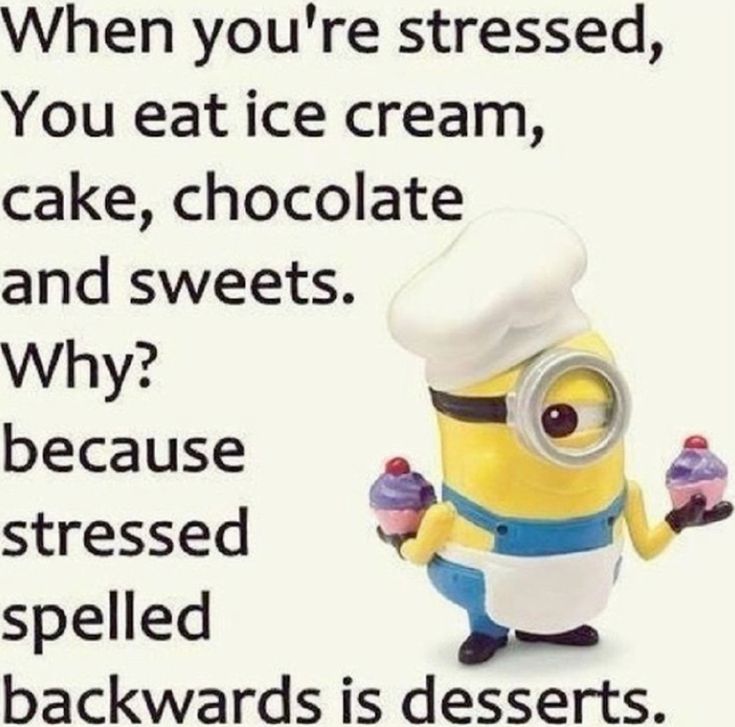 When you're stressed,
You eat ice cream,
cake, chocolate
and sweets.
Why?
because
stressed
spelled
backwards is desserts.